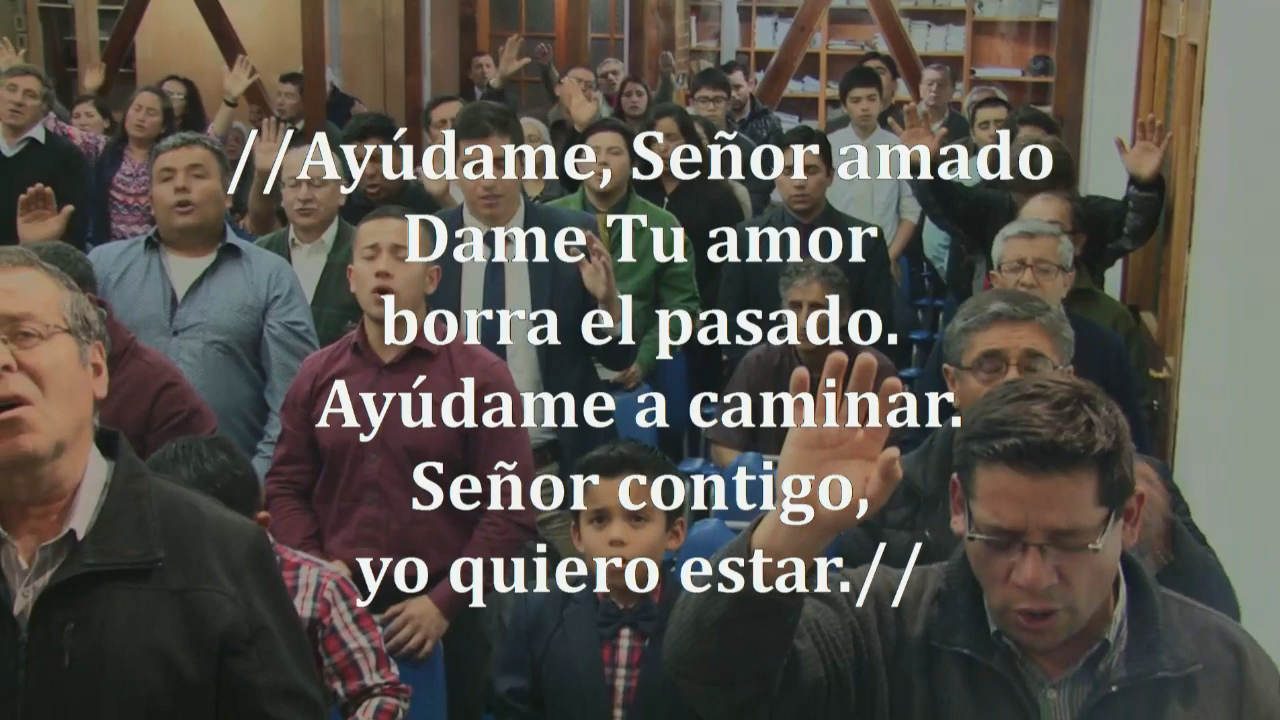 //Ayúdame, Señor amado
Dame Tu amor
borra el pasado.
Ayúdame a caminar.
Señor contigo,
yo quiero estar.//